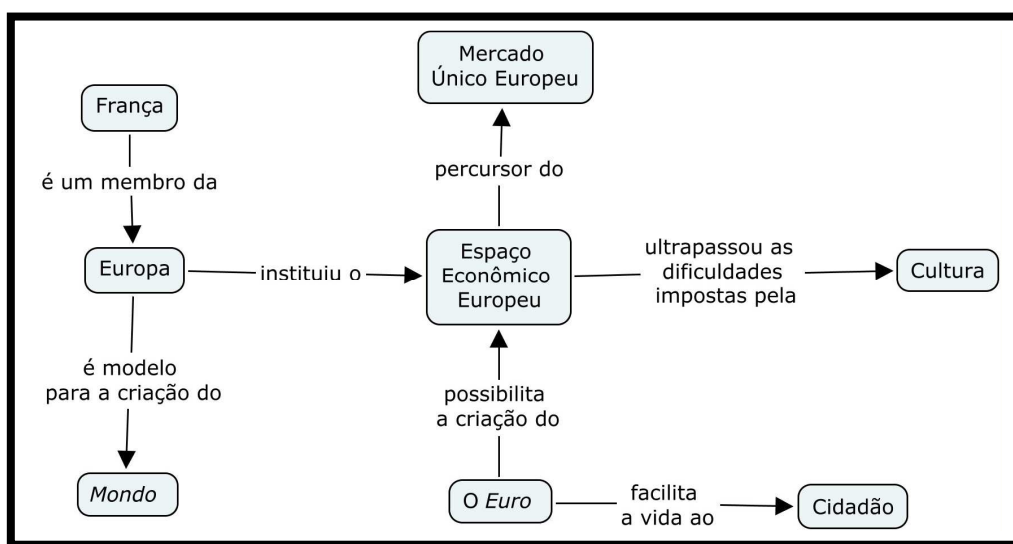 Mercado
Único Europeu
França
percursor do
é um membro da
Europa
instituiu o
Espaço
Econômico
Europeu
ultrapassou as
dificuldades
impostas pela
Cultura
é modelo
para a criação do
possibilita
a criação do
Mondo
O Euro
facilita
a vida ao
Cidadão